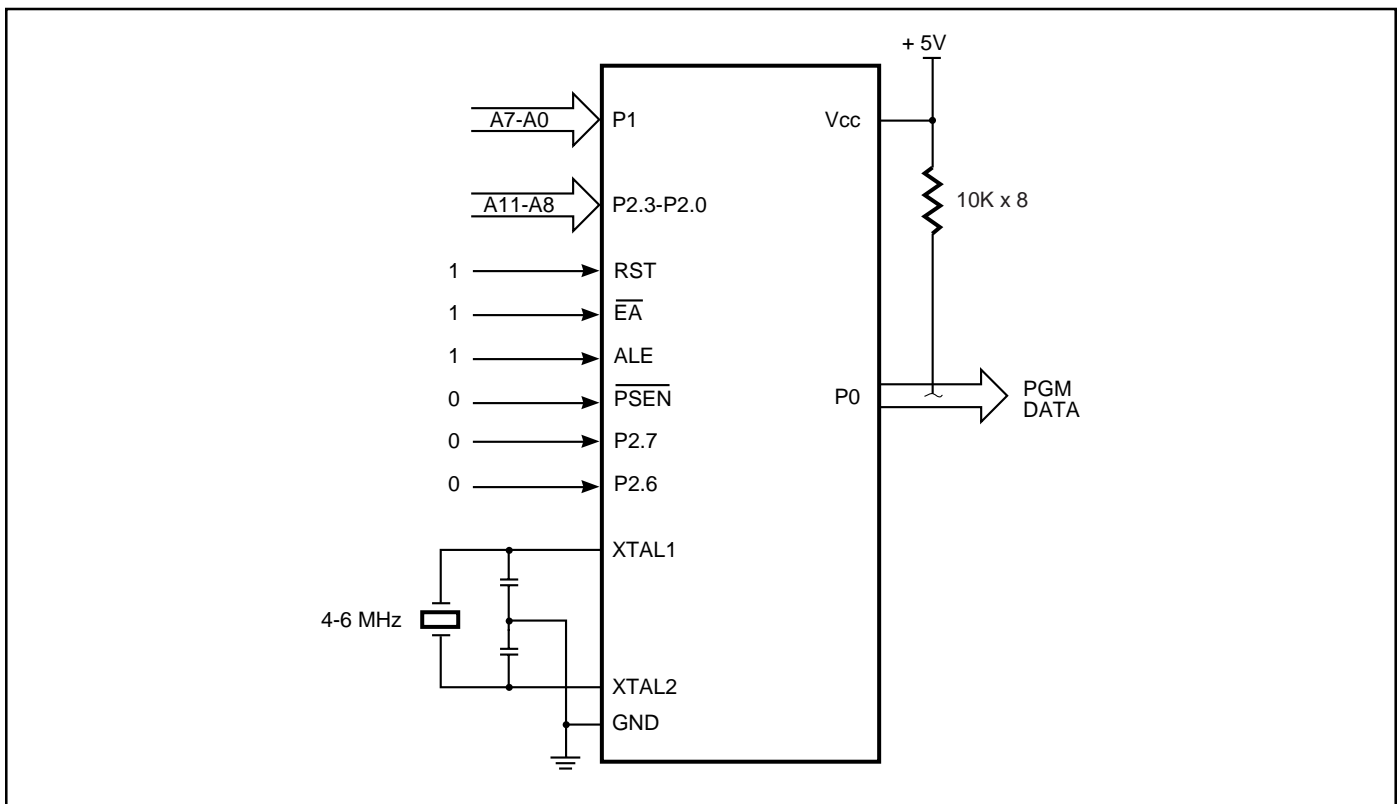 + 5V
A7-A0
P1
Vcc
A11-A8
P2.3-P2.0
10K x 8
1
RST
1
EA
1
ALE
0
PSEN
P0
PGM
DATA
0
P2.7
0
P2.6
XTAL1
4-6 MHz
XTAL2
GND